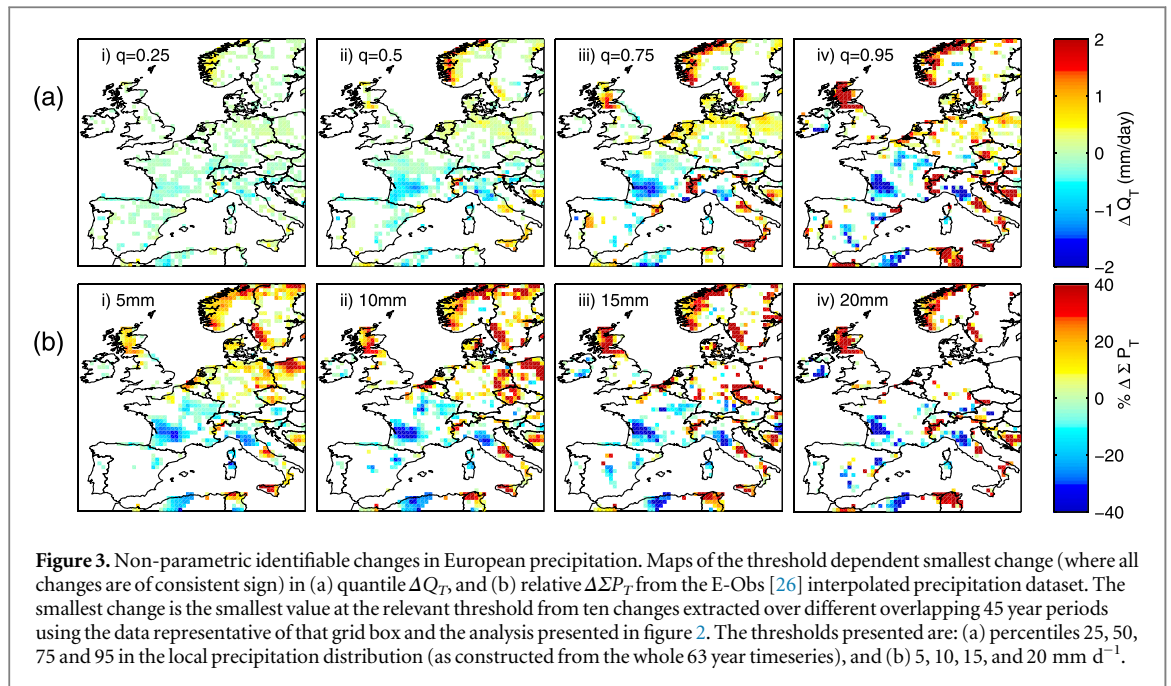 i) q=0.25 ii) q=0.5 iii) q=0.75 iv) q=0.95
(a)
2
1
0
−1
−2
Δ Q_T (mm/day)
i) 5mm ii) 10mm iii) 15mm iv) 20mm
(b)
40
20
0
−20
−40
% Δ Σ P_T
Figure 3. Non-parametric identifiable changes in European precipitation. Maps of the threshold dependent smallest change (where all
changes are of consistent sign) in (a) quantile ΔQ_T, and (b) relative ΔΣP_T from the E-Obs [26] interpolated precipitation dataset. The
smallest change is the smallest value at the relevant threshold from ten changes extracted over different overlapping 45 year periods
using the data representative of that grid box and the analysis presented in figure 2. The thresholds presented are: (a) percentiles 25, 50,
75 and 95 in the local precipitation distribution (as constructed from the whole 63 year timeseries), and (b) 5, 10, 15, and 20 mm d⁻¹.